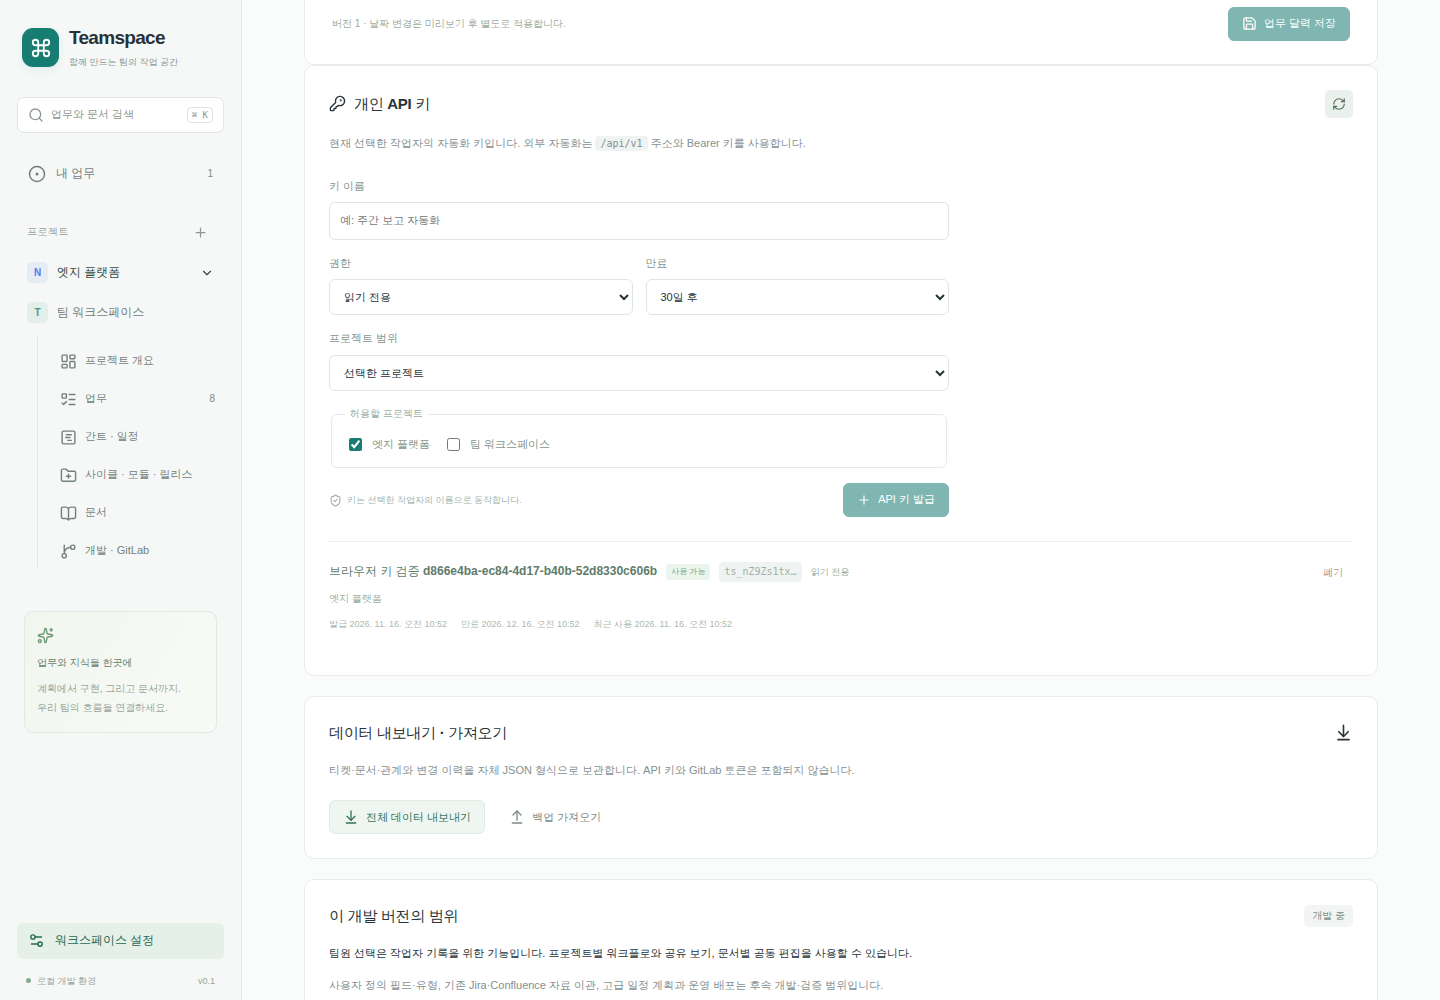 Teamspace
함께 만드는 팀의 작업 공간
업무와 문서 검색
⌘ K
내 업무
1
프로젝트
N
엣지 플랫폼
T
팀 워크스페이스
프로젝트 개요
업무
8
간트 · 일정
사이클 · 모듈 · 릴리스
문서
개발 · GitLab
업무와 지식을 한곳에
계획에서 구현, 그리고 문서까지.
우리 팀의 흐름을 연결하세요.
워크스페이스 설정
로컬 개발 환경
v0.1
버전 1 · 날짜 변경은 미리보기 후 별도로 적용합니다.
업무 달력 저장
개인 API 키
현재 선택한 작업자의 자동화 키입니다. 외부 자동화는 /api/v1 주소와 Bearer 키를 사용합니다.
키 이름
예: 주간 보고 자동화
권한
만료
읽기 전용
30일 후
프로젝트 범위
선택한 프로젝트
허용할 프로젝트
엣지 플랫폼
팀 워크스페이스
키는 선택한 작업자의 이름으로 동작합니다.
API 키 발급
브라우저 키 검증 d866e4ba-ec84-4d17-b40b-52d8330c606b
사용 가능
ts_nZ9Zs1tx…
읽기 전용
폐기
엣지 플랫폼
발급 2026. 11. 16. 오전 10:52
만료 2026. 12. 16. 오전 10:52
최근 사용 2026. 11. 16. 오전 10:52
데이터 내보내기 · 가져오기
티켓·문서·관계와 변경 이력을 자체 JSON 형식으로 보관합니다. API 키와 GitLab 토큰은 포함되지 않습니다.
전체 데이터 내보내기
백업 가져오기
이 개발 버전의 범위
개발 중
팀원 선택은 작업자 기록을 위한 기능입니다. 프로젝트별 워크플로와 공유 보기, 문서별 공동 편집을 사용할 수 있습니다.
사용자 정의 필드·유형, 기존 Jira·Confluence 자료 이관, 고급 일정 계획과 운영 배포는 후속 개발·검증 범위입니다.